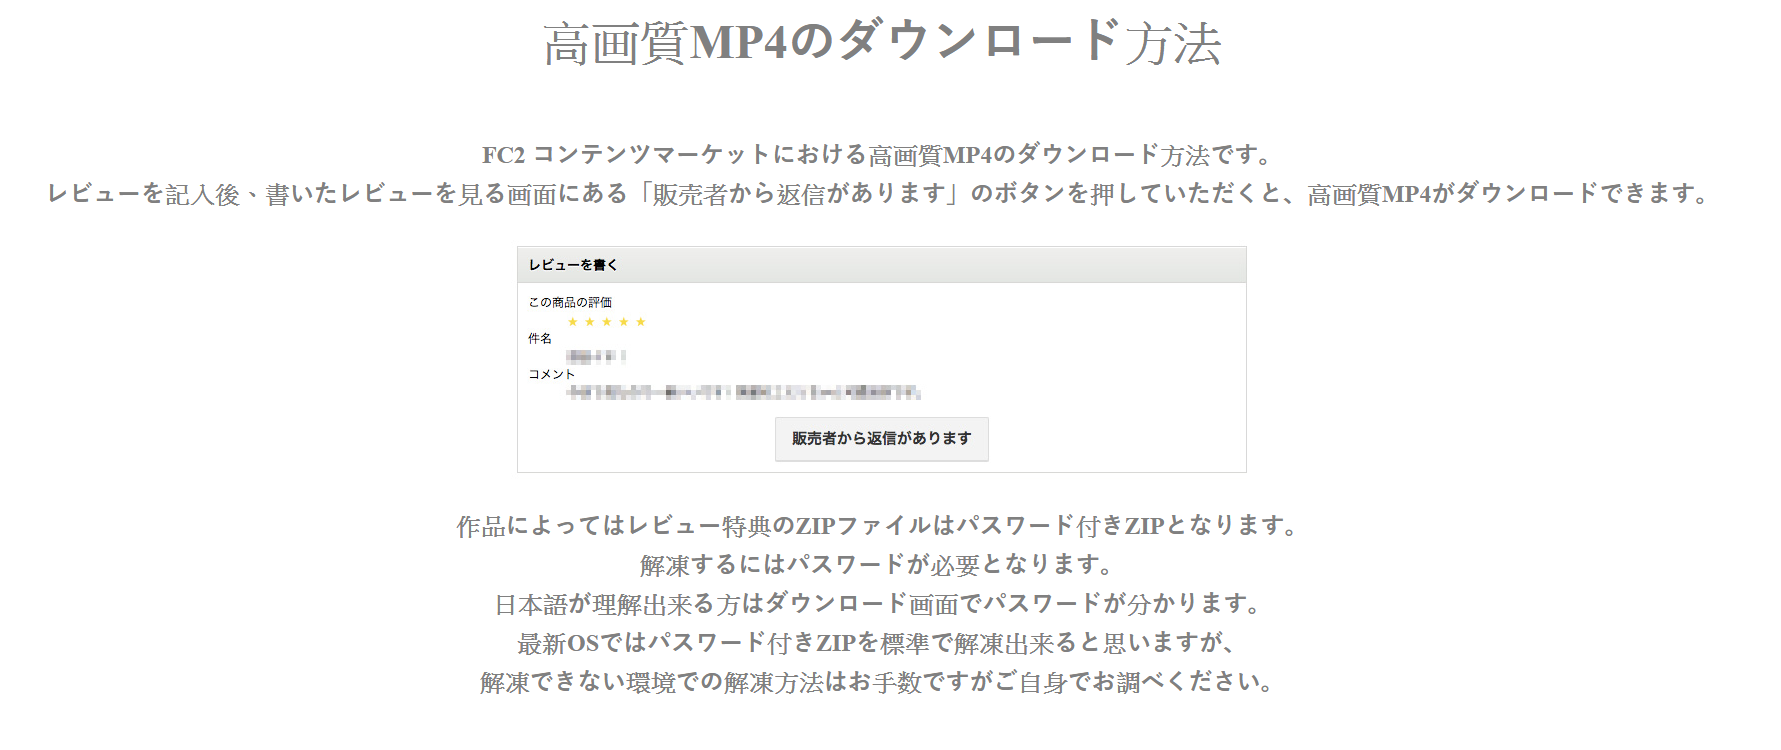 高画質MP4のダウンロード方法
FC2 コンテンツマーケットにおける高画質MP4のダウンロード方法です。
レビューを記入後、書いたレビューを見る画面にある「販売者から返信があります」のボタンを押していただくと、高画質MP4がダウンロードできます。
レビューを書く
この商品の評価
★ ★ ★ ★ ★
件名
コメント
販売者から返信があります
作品によってはレビュー特典のZIPファイルはパスワード付きZIPとなります。
解凍するにはパスワードが必要となります。
日本語が理解出来る方はダウンロード画面でパスワードが分かります。
最新OSではパスワード付きZIPを標準で解凍出来ると思いますが、
解凍できない環境での解凍方法はお手数ですがご自身でお調べください。